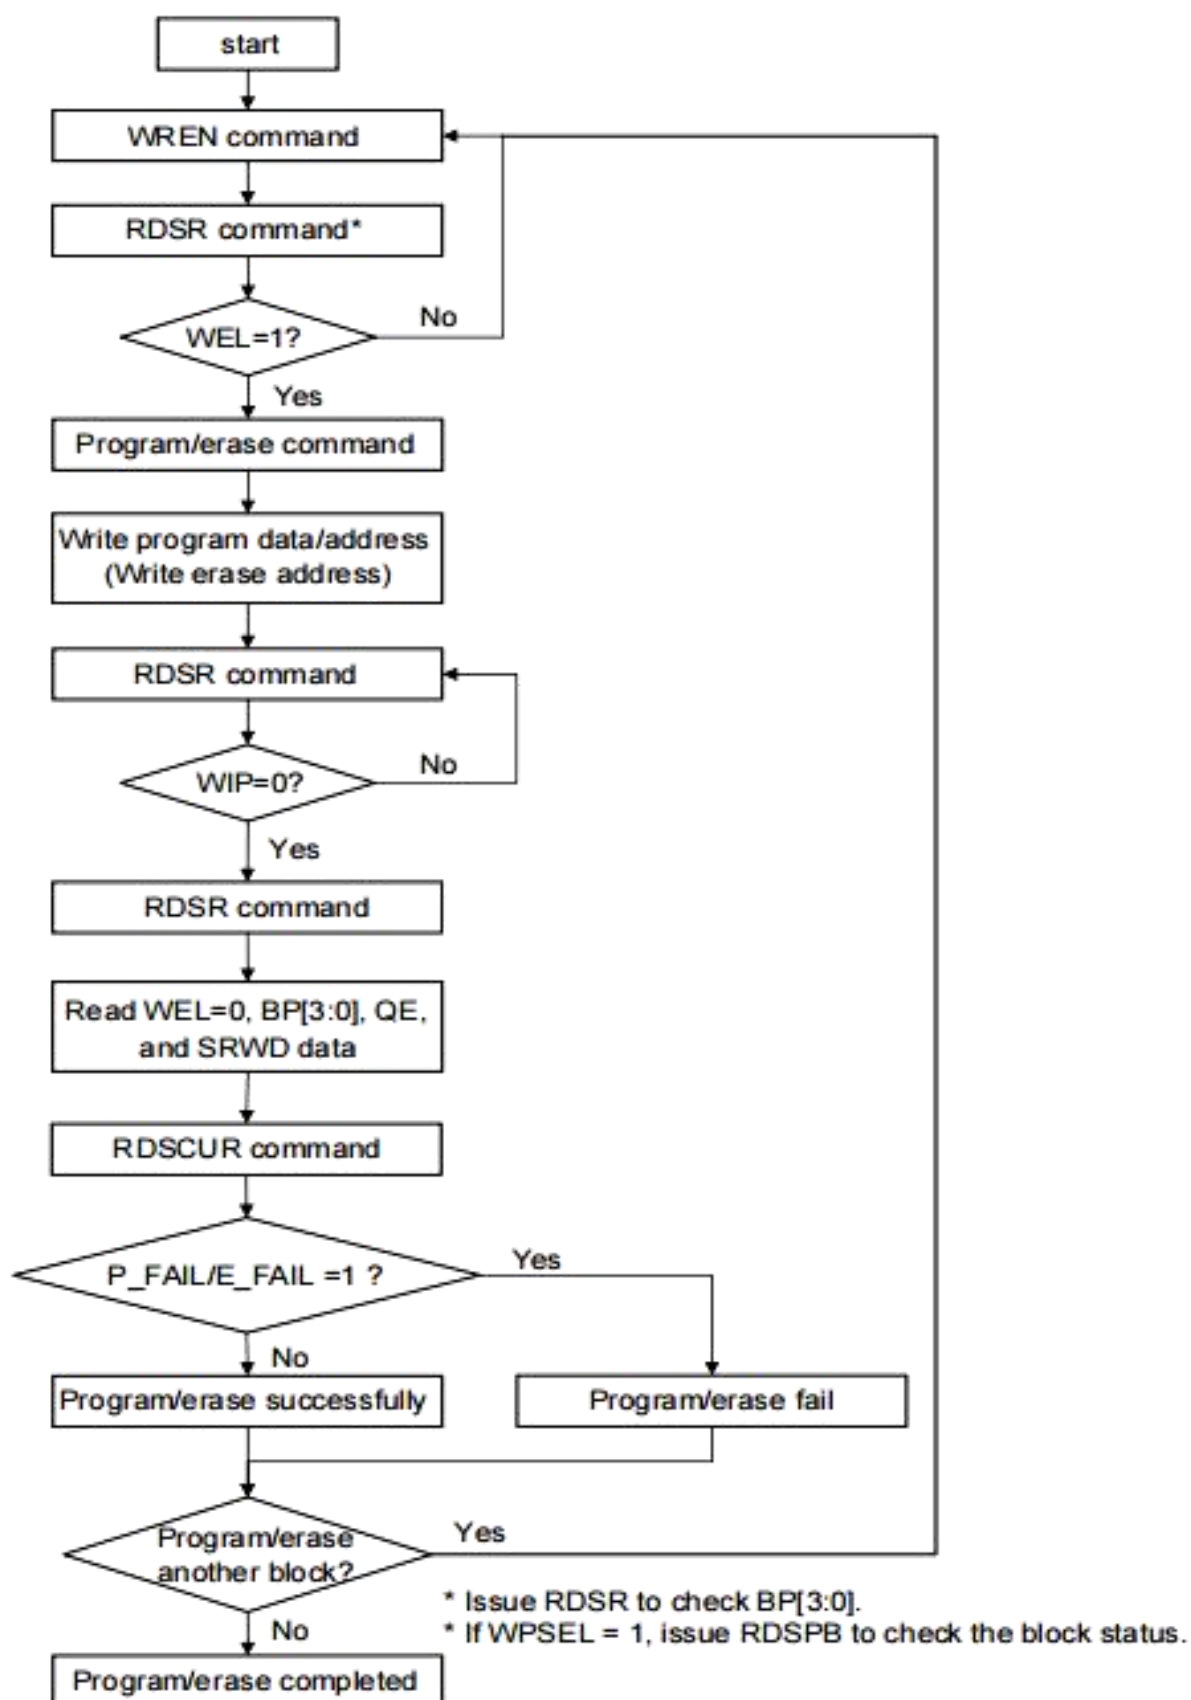 start
WREN command
RDSR command*
WEL=1?
No
Yes
Program/erase command
Write program data/address
(Write erase address)
RDSR command
WIP=0?
No
Yes
RDSR command
Read WEL=0, BP[3:0], QE,
and SRWD data
RDSCUR command
P_FAIL/E_FAIL =1 ?
Yes
No
Program/erase successfully
Program/erase fail
Program/erase
another block?
Yes
* Issue RDSR to check BP[3:0].
* If WPSEL = 1, issue RDSPB to check the block status.
No
Program/erase completed